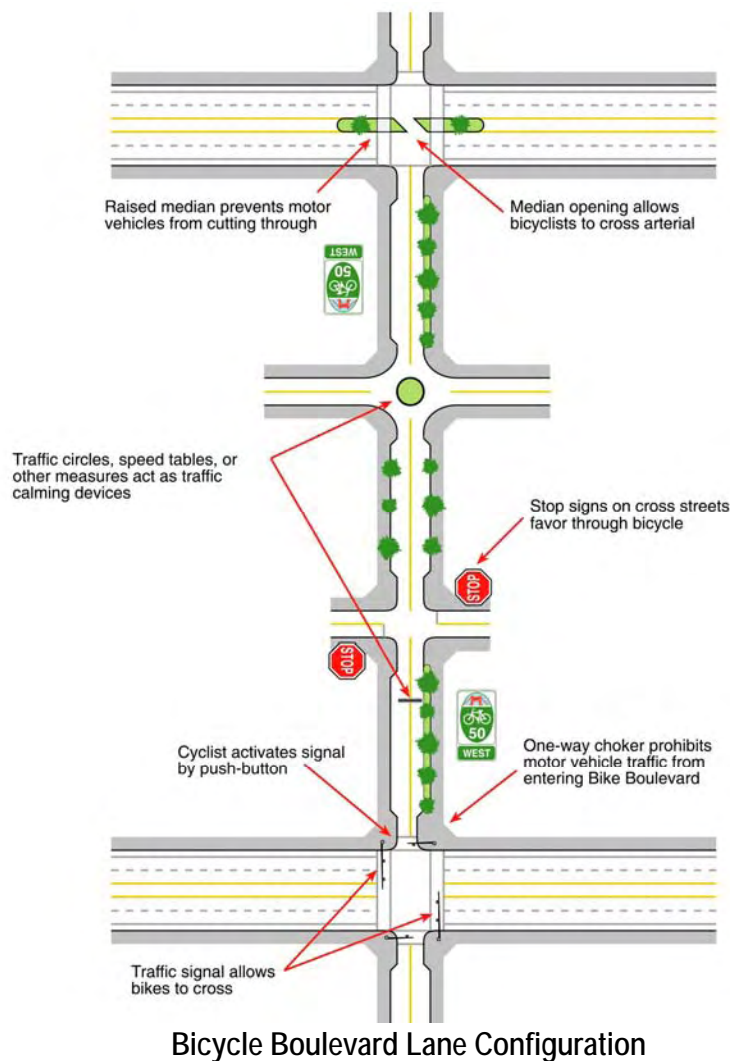 Raised median prevents motor
vehicles from cutting through
Median opening allows
bicyclists to cross arterial
WEST
50
Traffic circles, speed tables, or
other measures act as traffic
calming devices
Stop signs on cross streets
favor through bicycle
STOP
STOP
50
WEST
Cyclist activates signal
by push-button
One-way choker prohibits
motor vehicle traffic from
entering Bike Boulevard
Traffic signal allows
bikes to cross
Bicycle Boulevard Lane Configuration